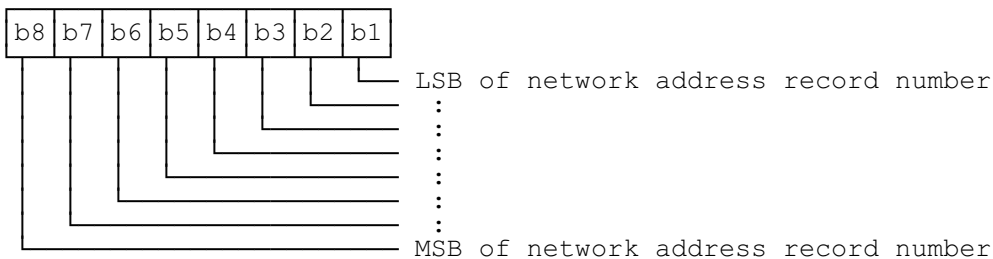 b8 b7 b6 b5 b4 b3 b2 b1
LSB of network address record number
:
:
:
:
:
:
MSB of network address record number